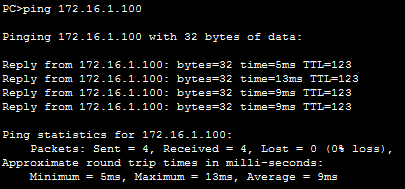 PC>ping 172.16.1.100
Pinging 172.16.1.100 with 32 bytes of data:
Reply from 172.16.1.100: bytes=32 time=5ms TTL=123
Reply from 172.16.1.100: bytes=32 time=13ms TTL=123
Reply from 172.16.1.100: bytes=32 time=9ms TTL=123
Reply from 172.16.1.100: bytes=32 time=9ms TTL=123
Ping statistics for 172.16.1.100:
Packets: Sent = 4, Received = 4, Lost = 0 (0% loss),
Approximate round trip times in milli-seconds:
Minimum = 5ms, Maximum = 13ms, Average = 9ms